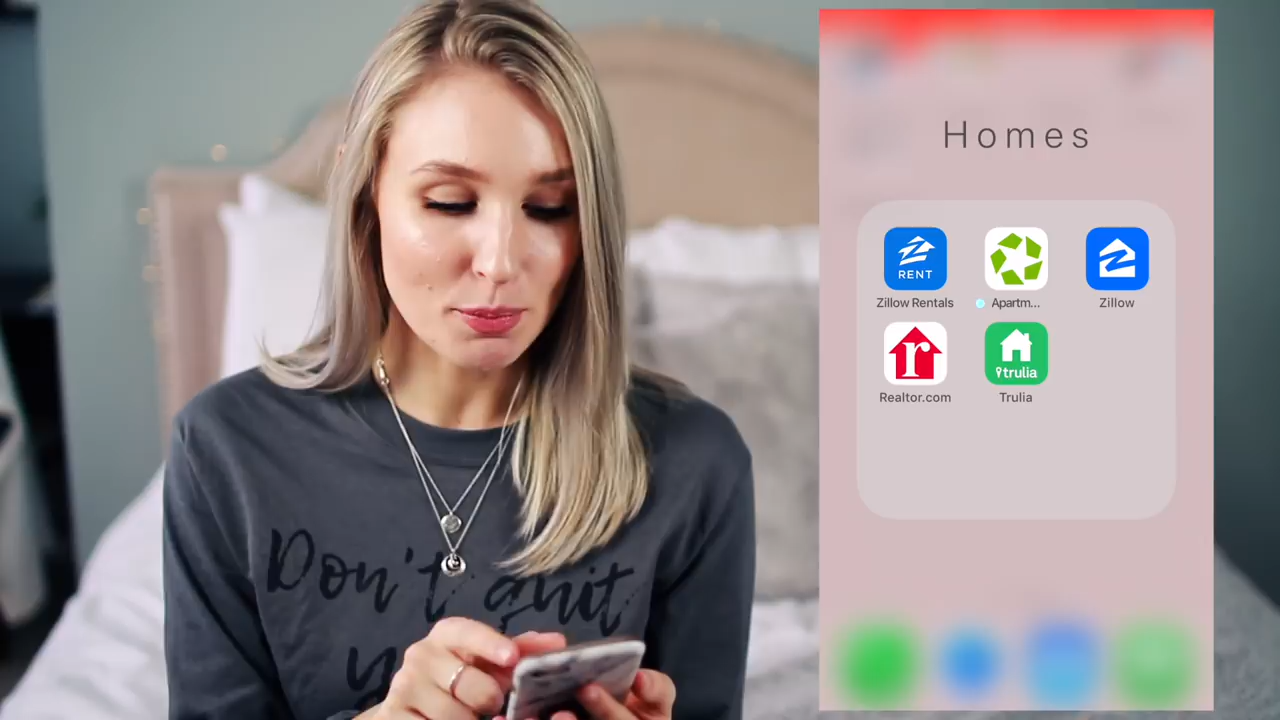 Homes
RENT
Zillow Rentals
Apartm...
Zillow
r
Realtor.com
trulia
Trulia
Don't quit